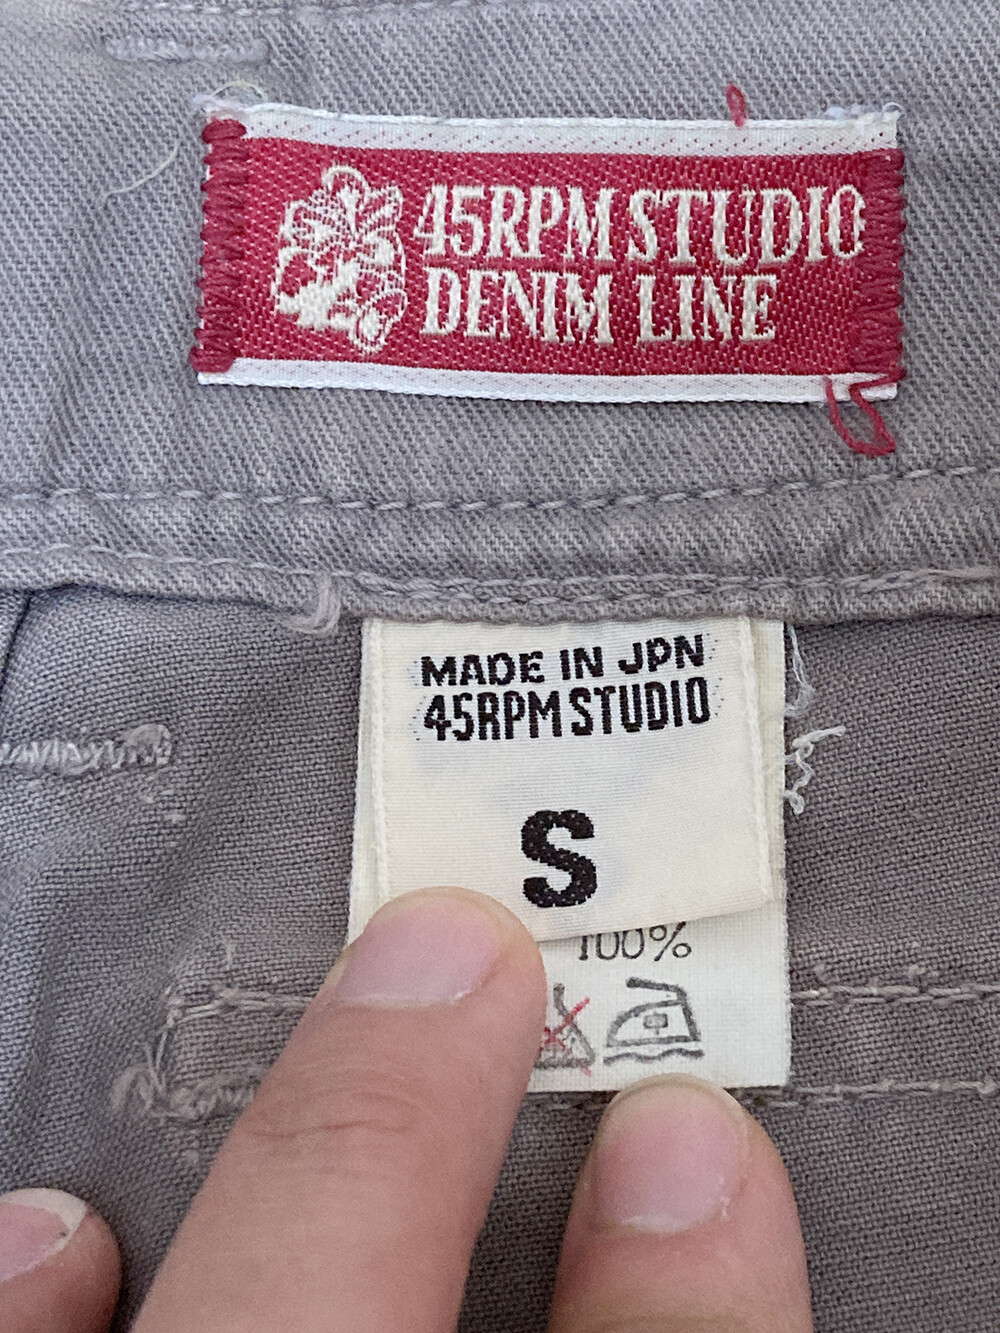 45RPM STUDIO
DENIM LINE
MADE IN JPN
45RPM STUDIO
S
100%